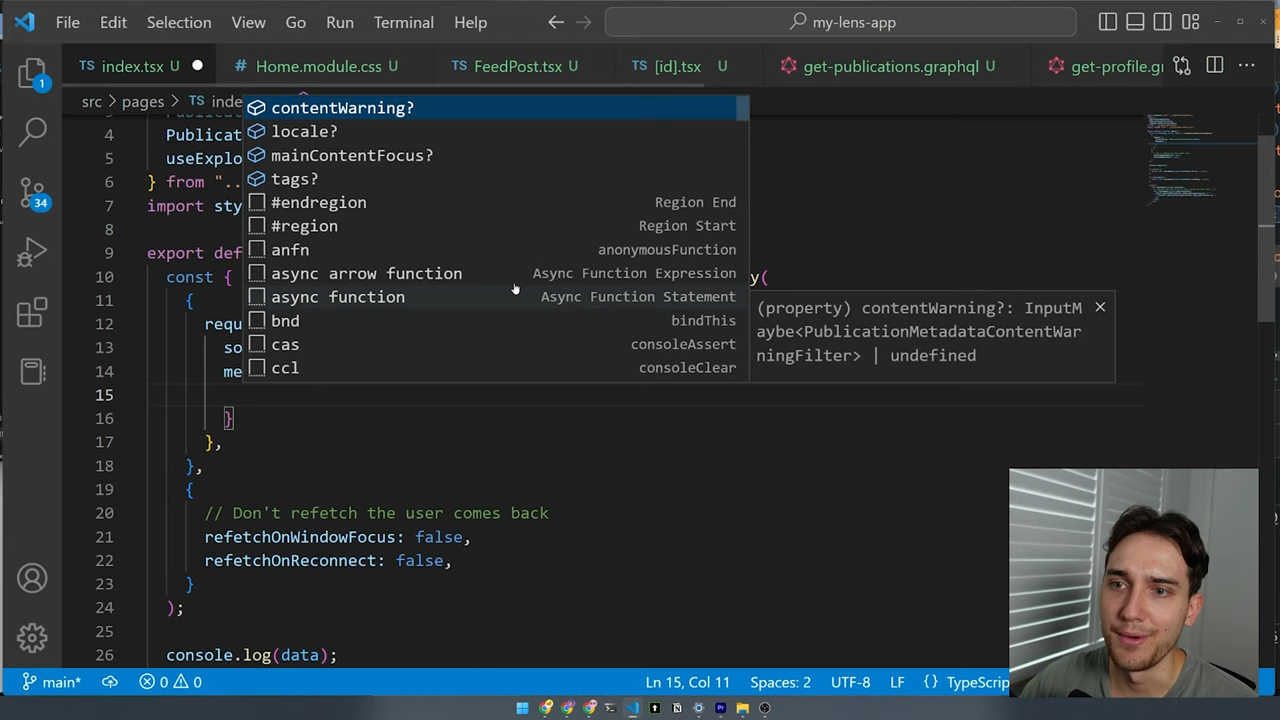 File Edit Selection View Go Run Terminal Help
my-lens-app
TS index.tsx U
# Home.module.css U
TS FeedPost.tsx U
TS [id].tsx U
get-publications.graphql U
get-profile.gr
src > pages > TS inde
4 Publicat
5 useExplo
6 } from "..
7 import sty
8
9 export def
10 const { y(
11 {
12 requ
13 so
14 me
15
16 }
17 },
18 },
19 {
20 // Don't refetch the user comes back
21 refetchOnWindowFocus: false,
22 refetchOnReconnect: false,
23 }
24 );
25
26 console.log(data);
contentWarning?
locale?
mainContentFocus?
tags?
#endregion Region End
#region Region Start
anfn anonymousFunction
async arrow function Async Function Expression
async function Async Function Statement
bnd bindThis
cas consoleAssert
ccl consoleClear
(property) contentWarning?: InputM
aybe<PublicationMetadataContentWar
ningFilter> | undefined
1
34
main* 0 0 Ln 15, Col 11 Spaces: 2 UTF-8 LF {} TypeScrip